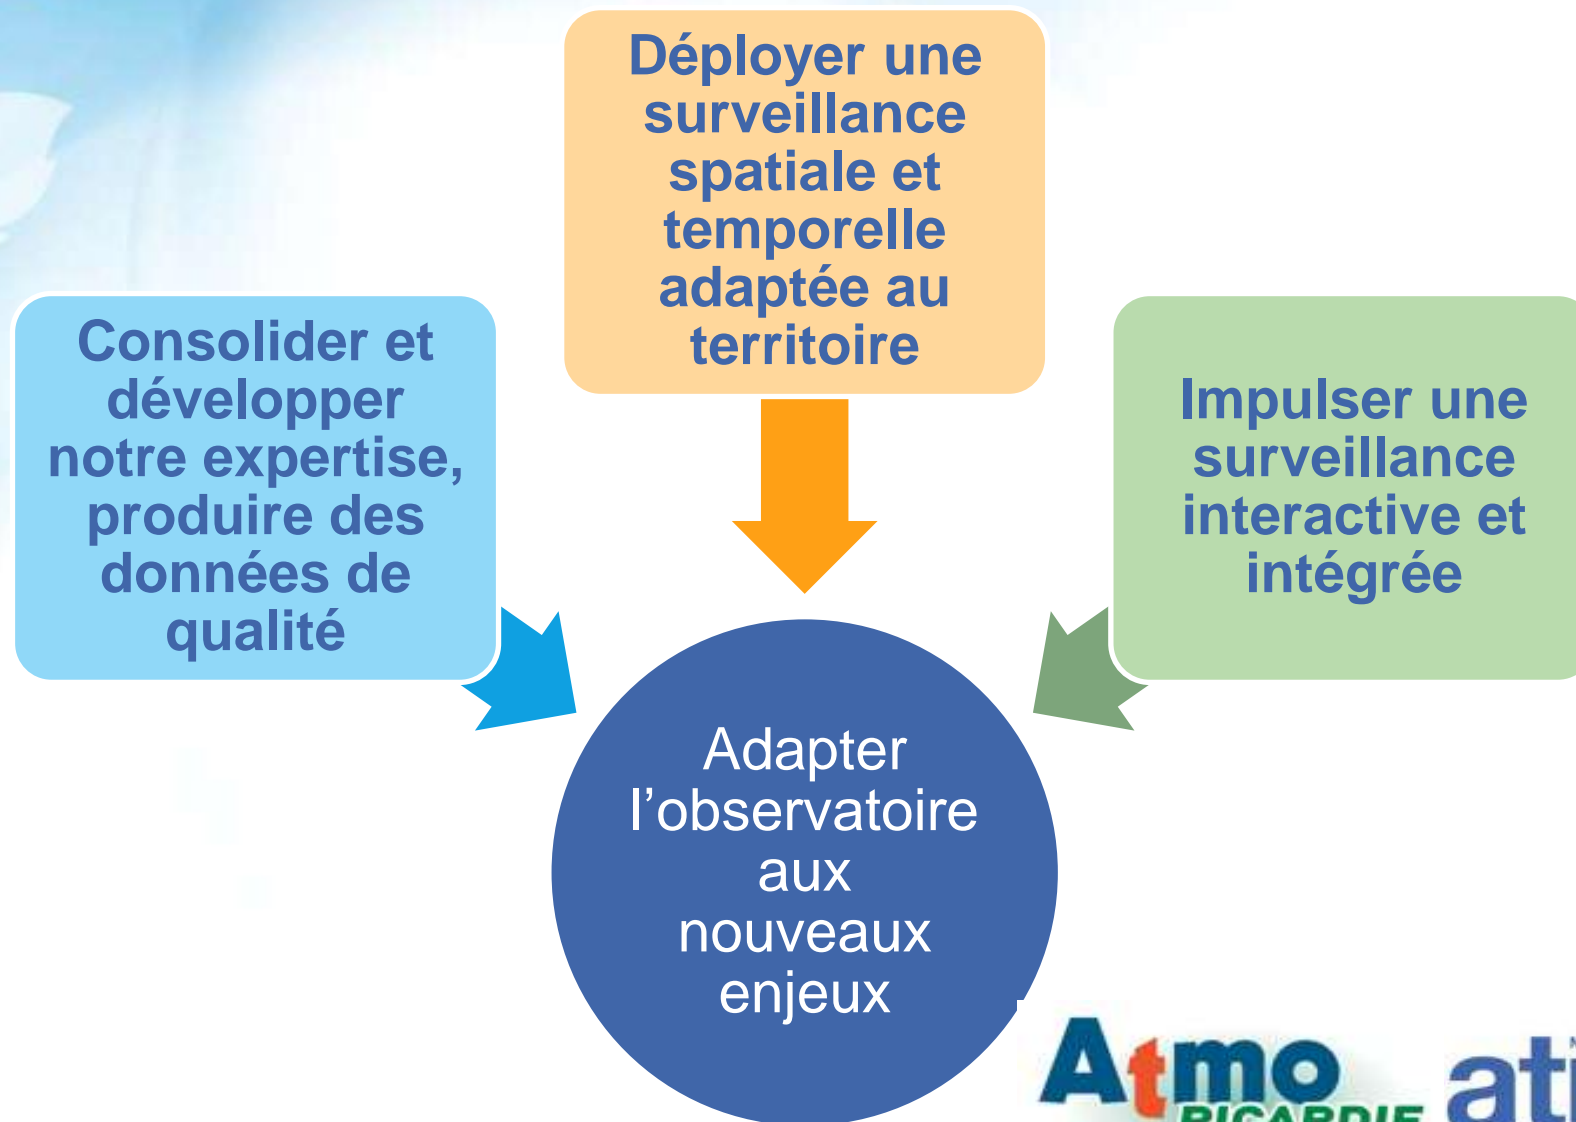 Déployer une
surveillance
spatiale et
temporelle
adaptée au
territoire
Consolider et
développer
notre expertise,
produire des
données de
qualité
Impulser une
surveillance
interactive et
intégrée
Adapter
l’observatoire
aux
nouveaux
enjeux
Atmo
PICARDIE